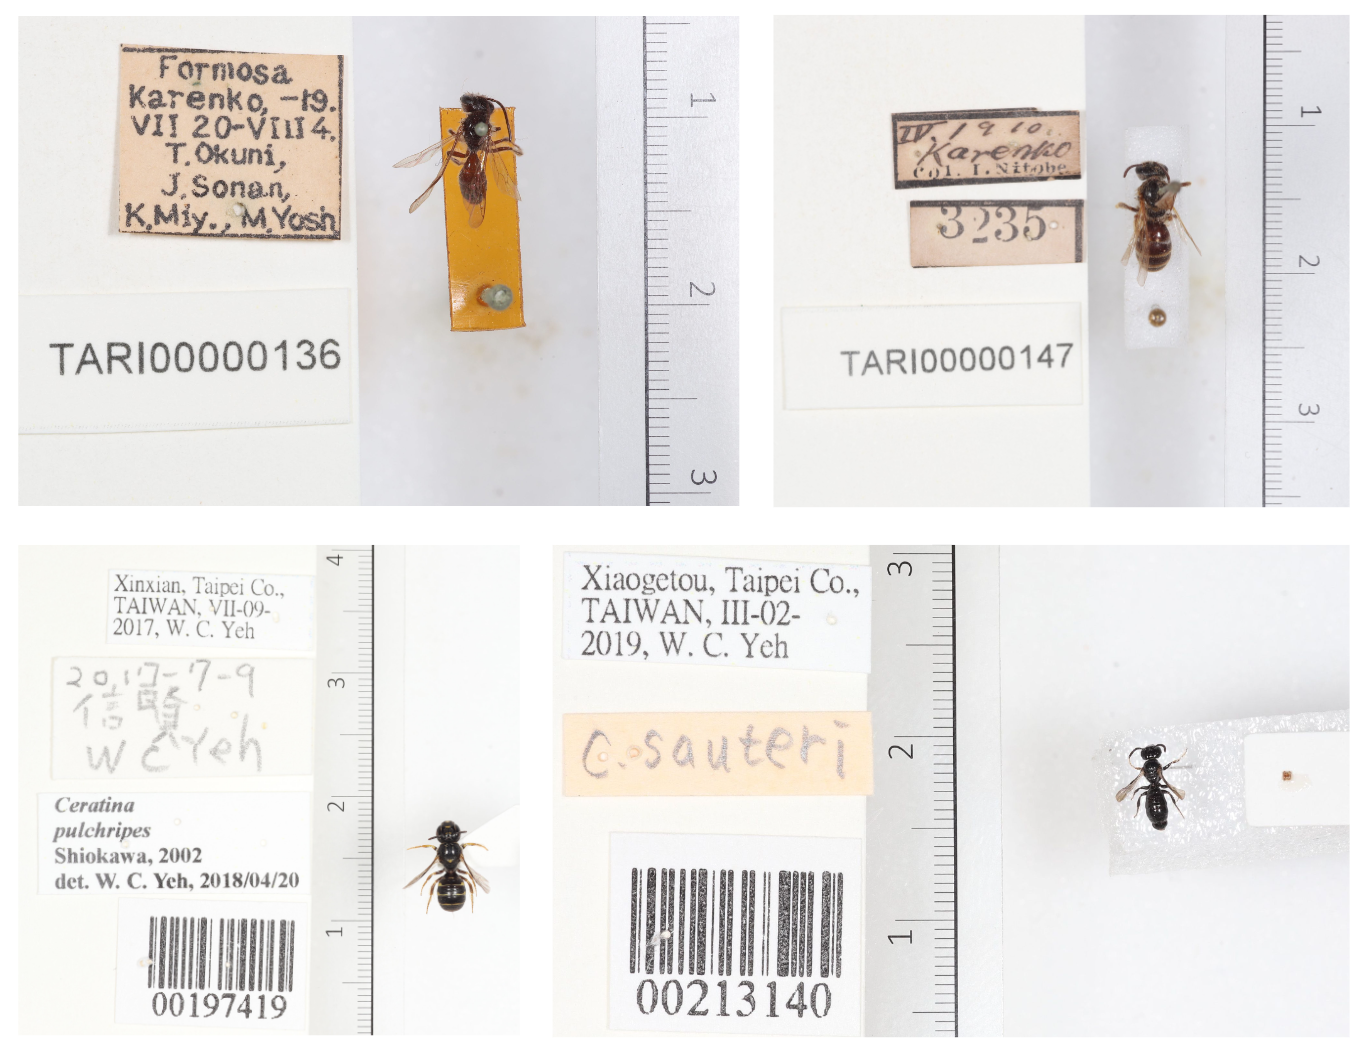 Formosa
Karenko, -19.
VII 20-VIII 4.
T. Okuni,
J. Sonan,
K. Miy., M. Yosh
TARI00000136
1
2
3
IV, 1910.
Karenko
Col. I. Nitobe
3235
TARI00000147
1
2
3
Xinxian, Taipei Co.,
TAIWAN, VII-09-
2017, W. C. Yeh
2017-7-9
信賢
W C Yeh
Ceratina
pulchripes
Shiokawa, 2002
det. W. C. Yeh, 2018/04/20
00197419
4
3
2
1
Xiaogetou, Taipei Co.,
TAIWAN, III-02-
2019, W. C. Yeh
C. sauteri
00213140
3
2
1